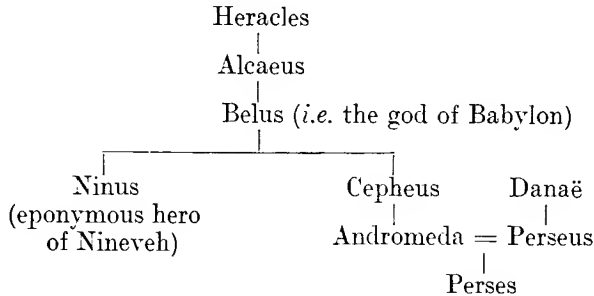 Heracles
Alcaeus
Belus (i.e. the god of Babylon)
Ninus
(eponymous hero
of Nineveh)
Cepheus Danaë
Andromeda = Perseus
Perses